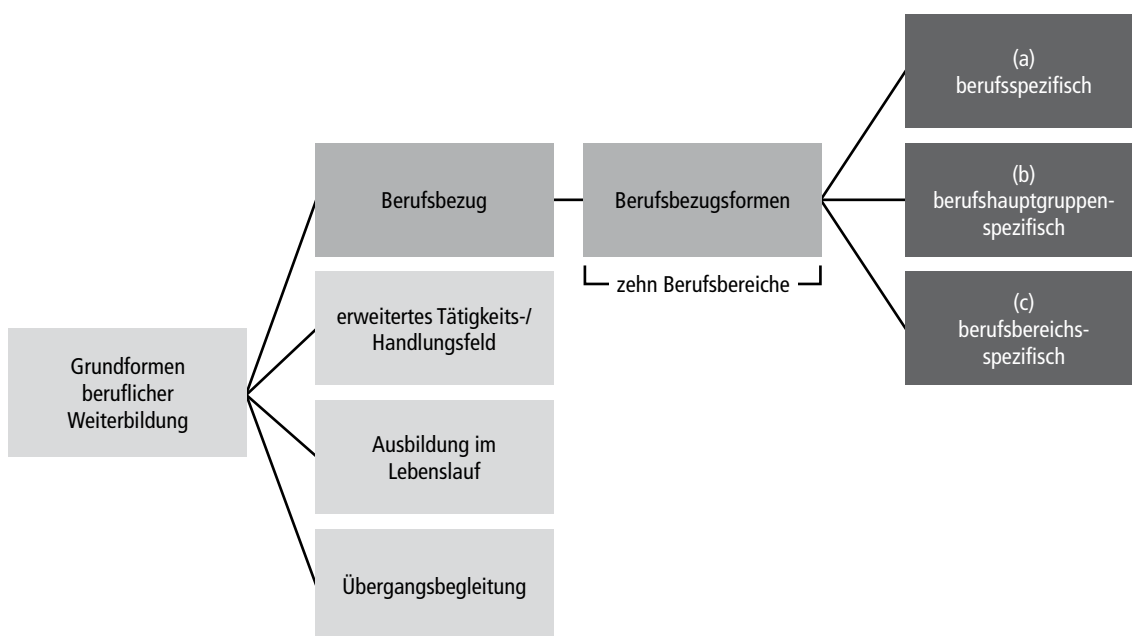 Grundformen
beruflicher
Weiterbildung
Berufsbezug
erweitertes Tätigkeits-/
Handlungsfeld
Ausbildung im
Lebenslauf
Übergangsbegleitung
Berufsbezugsformen
zehn Berufsbereiche
(a)
berufsspezifisch
(b)
berufshauptgruppen-
spezifisch
(c)
berufsbereichs-
spezifisch